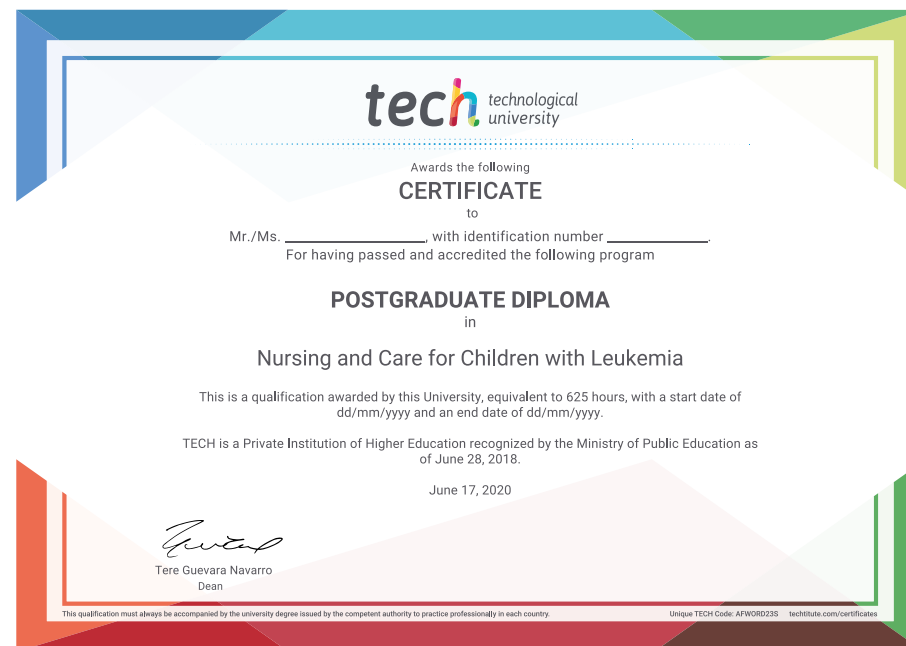 tech technological
university
Awards the following
CERTIFICATE
to
Mr./Ms. ____________________, with identification number __________________.
For having passed and accredited the following program
POSTGRADUATE DIPLOMA
in
Nursing and Care for Children with Leukemia
This is a qualification awarded by this University, equivalent to 625 hours, with a start date of
dd/mm/yyyy and an end date of dd/mm/yyyy.
TECH is a Private Institution of Higher Education recognized by the Ministry of Public Education as
of June 28, 2018.
June 17, 2020
Tere Guevara Navarro
Dean
This qualification must always be accompanied by the university degree issued by the competent authority to practice professionally in each country.
Unique TECH Code: AFWORD23S techtitute.com/certificates